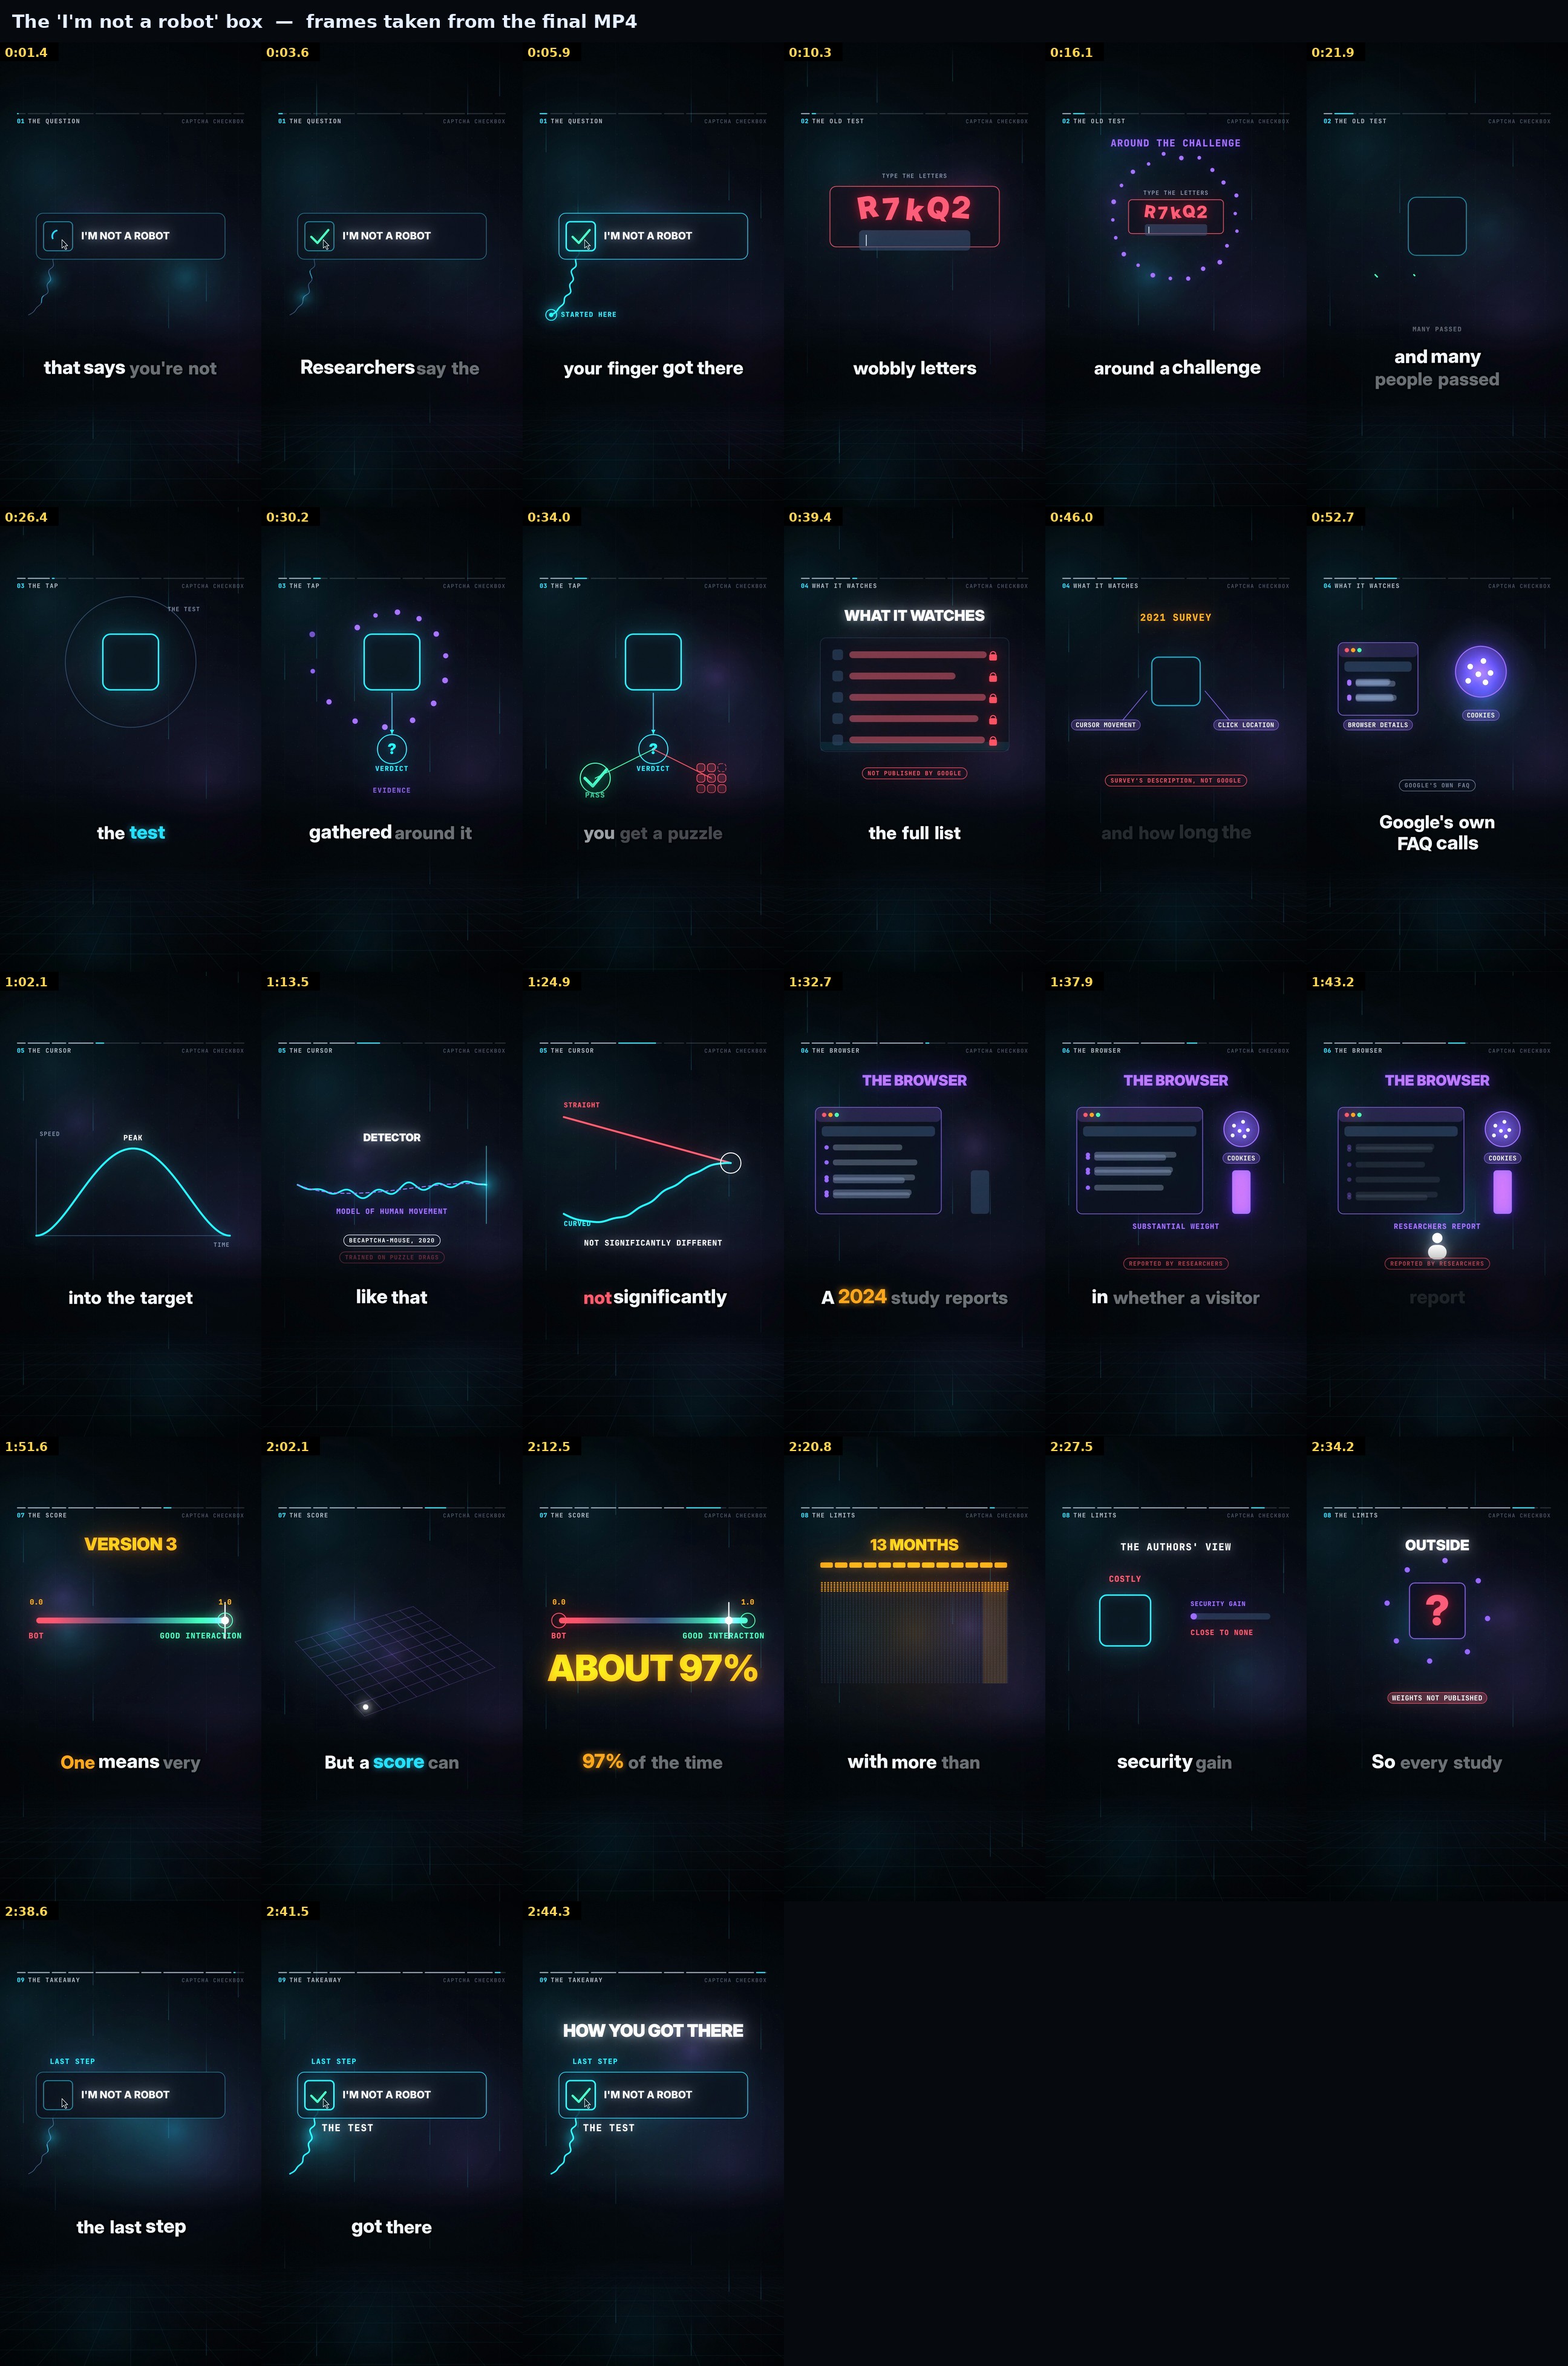 The 'I'm not a robot' box — frames taken from the final MP4
0:01.4
01 THE QUESTION
CAPTCHA CHECKBOX
I'M NOT A ROBOT
that says you're not
0:03.6
01 THE QUESTION
CAPTCHA CHECKBOX
I'M NOT A ROBOT
Researchers say the
0:05.9
01 THE QUESTION
CAPTCHA CHECKBOX
I'M NOT A ROBOT
STARTED HERE
your finger got there
0:10.3
02 THE OLD TEST
CAPTCHA CHECKBOX
TYPE THE LETTERS
R7kQ2
wobbly letters
0:16.1
02 THE OLD TEST
CAPTCHA CHECKBOX
AROUND THE CHALLENGE
TYPE THE LETTERS
R7kQ2
around a challenge
0:21.9
02 THE OLD TEST
CAPTCHA CHECKBOX
MANY PASSED
and many
people passed
0:26.4
03 THE TAP
CAPTCHA CHECKBOX
THE TEST
the test
0:30.2
03 THE TAP
CAPTCHA CHECKBOX
?
VERDICT
EVIDENCE
gathered around it
0:34.0
03 THE TAP
CAPTCHA CHECKBOX
?
VERDICT
PASS
you get a puzzle
0:39.4
04 WHAT IT WATCHES
CAPTCHA CHECKBOX
WHAT IT WATCHES
NOT PUBLISHED BY GOOGLE
the full list
0:46.0
04 WHAT IT WATCHES
CAPTCHA CHECKBOX
2021 SURVEY
CURSOR MOVEMENT
CLICK LOCATION
SURVEY'S DESCRIPTION, NOT GOOGLE
and how long the
0:52.7
04 WHAT IT WATCHES
CAPTCHA CHECKBOX
BROWSER DETAILS
COOKIES
GOOGLE'S OWN FAQ
Google's own
FAQ calls
1:02.1
05 THE CURSOR
CAPTCHA CHECKBOX
SPEED
PEAK
TIME
into the target
1:13.5
05 THE CURSOR
CAPTCHA CHECKBOX
DETECTOR
MODEL OF HUMAN MOVEMENT
BECAPTCHA-MOUSE, 2020
TRAINED ON PUZZLE DRAGS
like that
1:24.9
05 THE CURSOR
CAPTCHA CHECKBOX
STRAIGHT
CURVED
NOT SIGNIFICANTLY DIFFERENT
not significantly
1:32.7
06 THE BROWSER
CAPTCHA CHECKBOX
THE BROWSER
A 2024 study reports
1:37.9
06 THE BROWSER
CAPTCHA CHECKBOX
THE BROWSER
COOKIES
SUBSTANTIAL WEIGHT
REPORTED BY RESEARCHERS
in whether a visitor
1:43.2
06 THE BROWSER
CAPTCHA CHECKBOX
THE BROWSER
COOKIES
RESEARCHERS REPORT
REPORTED BY RESEARCHERS
report
1:51.6
07 THE SCORE
CAPTCHA CHECKBOX
VERSION 3
0.0
1.0
BOT
GOOD INTERACTION
One means very
2:02.1
07 THE SCORE
CAPTCHA CHECKBOX
But a score can
2:12.5
07 THE SCORE
CAPTCHA CHECKBOX
0.0
1.0
BOT
GOOD INTERACTION
ABOUT 97%
97% of the time
2:20.8
08 THE LIMITS
CAPTCHA CHECKBOX
13 MONTHS
with more than
2:27.5
08 THE LIMITS
CAPTCHA CHECKBOX
THE AUTHORS' VIEW
COSTLY
SECURITY GAIN
CLOSE TO NONE
security gain
2:34.2
08 THE LIMITS
CAPTCHA CHECKBOX
OUTSIDE
?
WEIGHTS NOT PUBLISHED
So every study
2:38.6
09 THE TAKEAWAY
CAPTCHA CHECKBOX
LAST STEP
I'M NOT A ROBOT
the last step
2:41.5
09 THE TAKEAWAY
CAPTCHA CHECKBOX
LAST STEP
I'M NOT A ROBOT
THE TEST
got there
2:44.3
09 THE TAKEAWAY
CAPTCHA CHECKBOX
HOW YOU GOT THERE
LAST STEP
I'M NOT A ROBOT
THE TEST